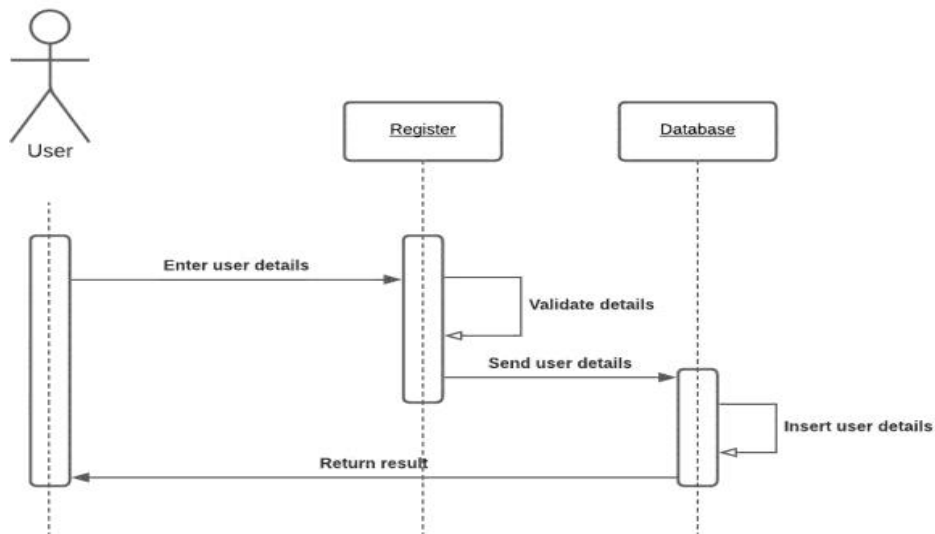 User
Register
Database
Enter user details
Validate details
Send user details
Insert user details
Return result